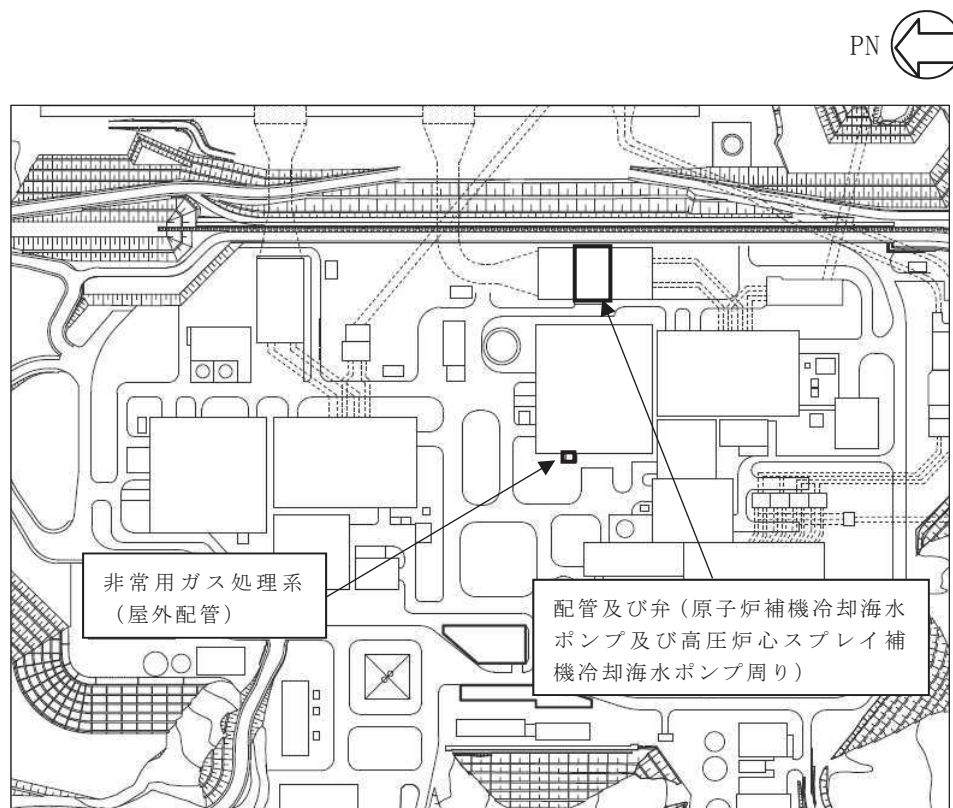 PN
非常用ガス処理系
(屋外配管)
配管及び弁(原子炉補機冷却海水
ポンプ及び高圧炉心スプレイ補
機冷却海水ポンプ周り)